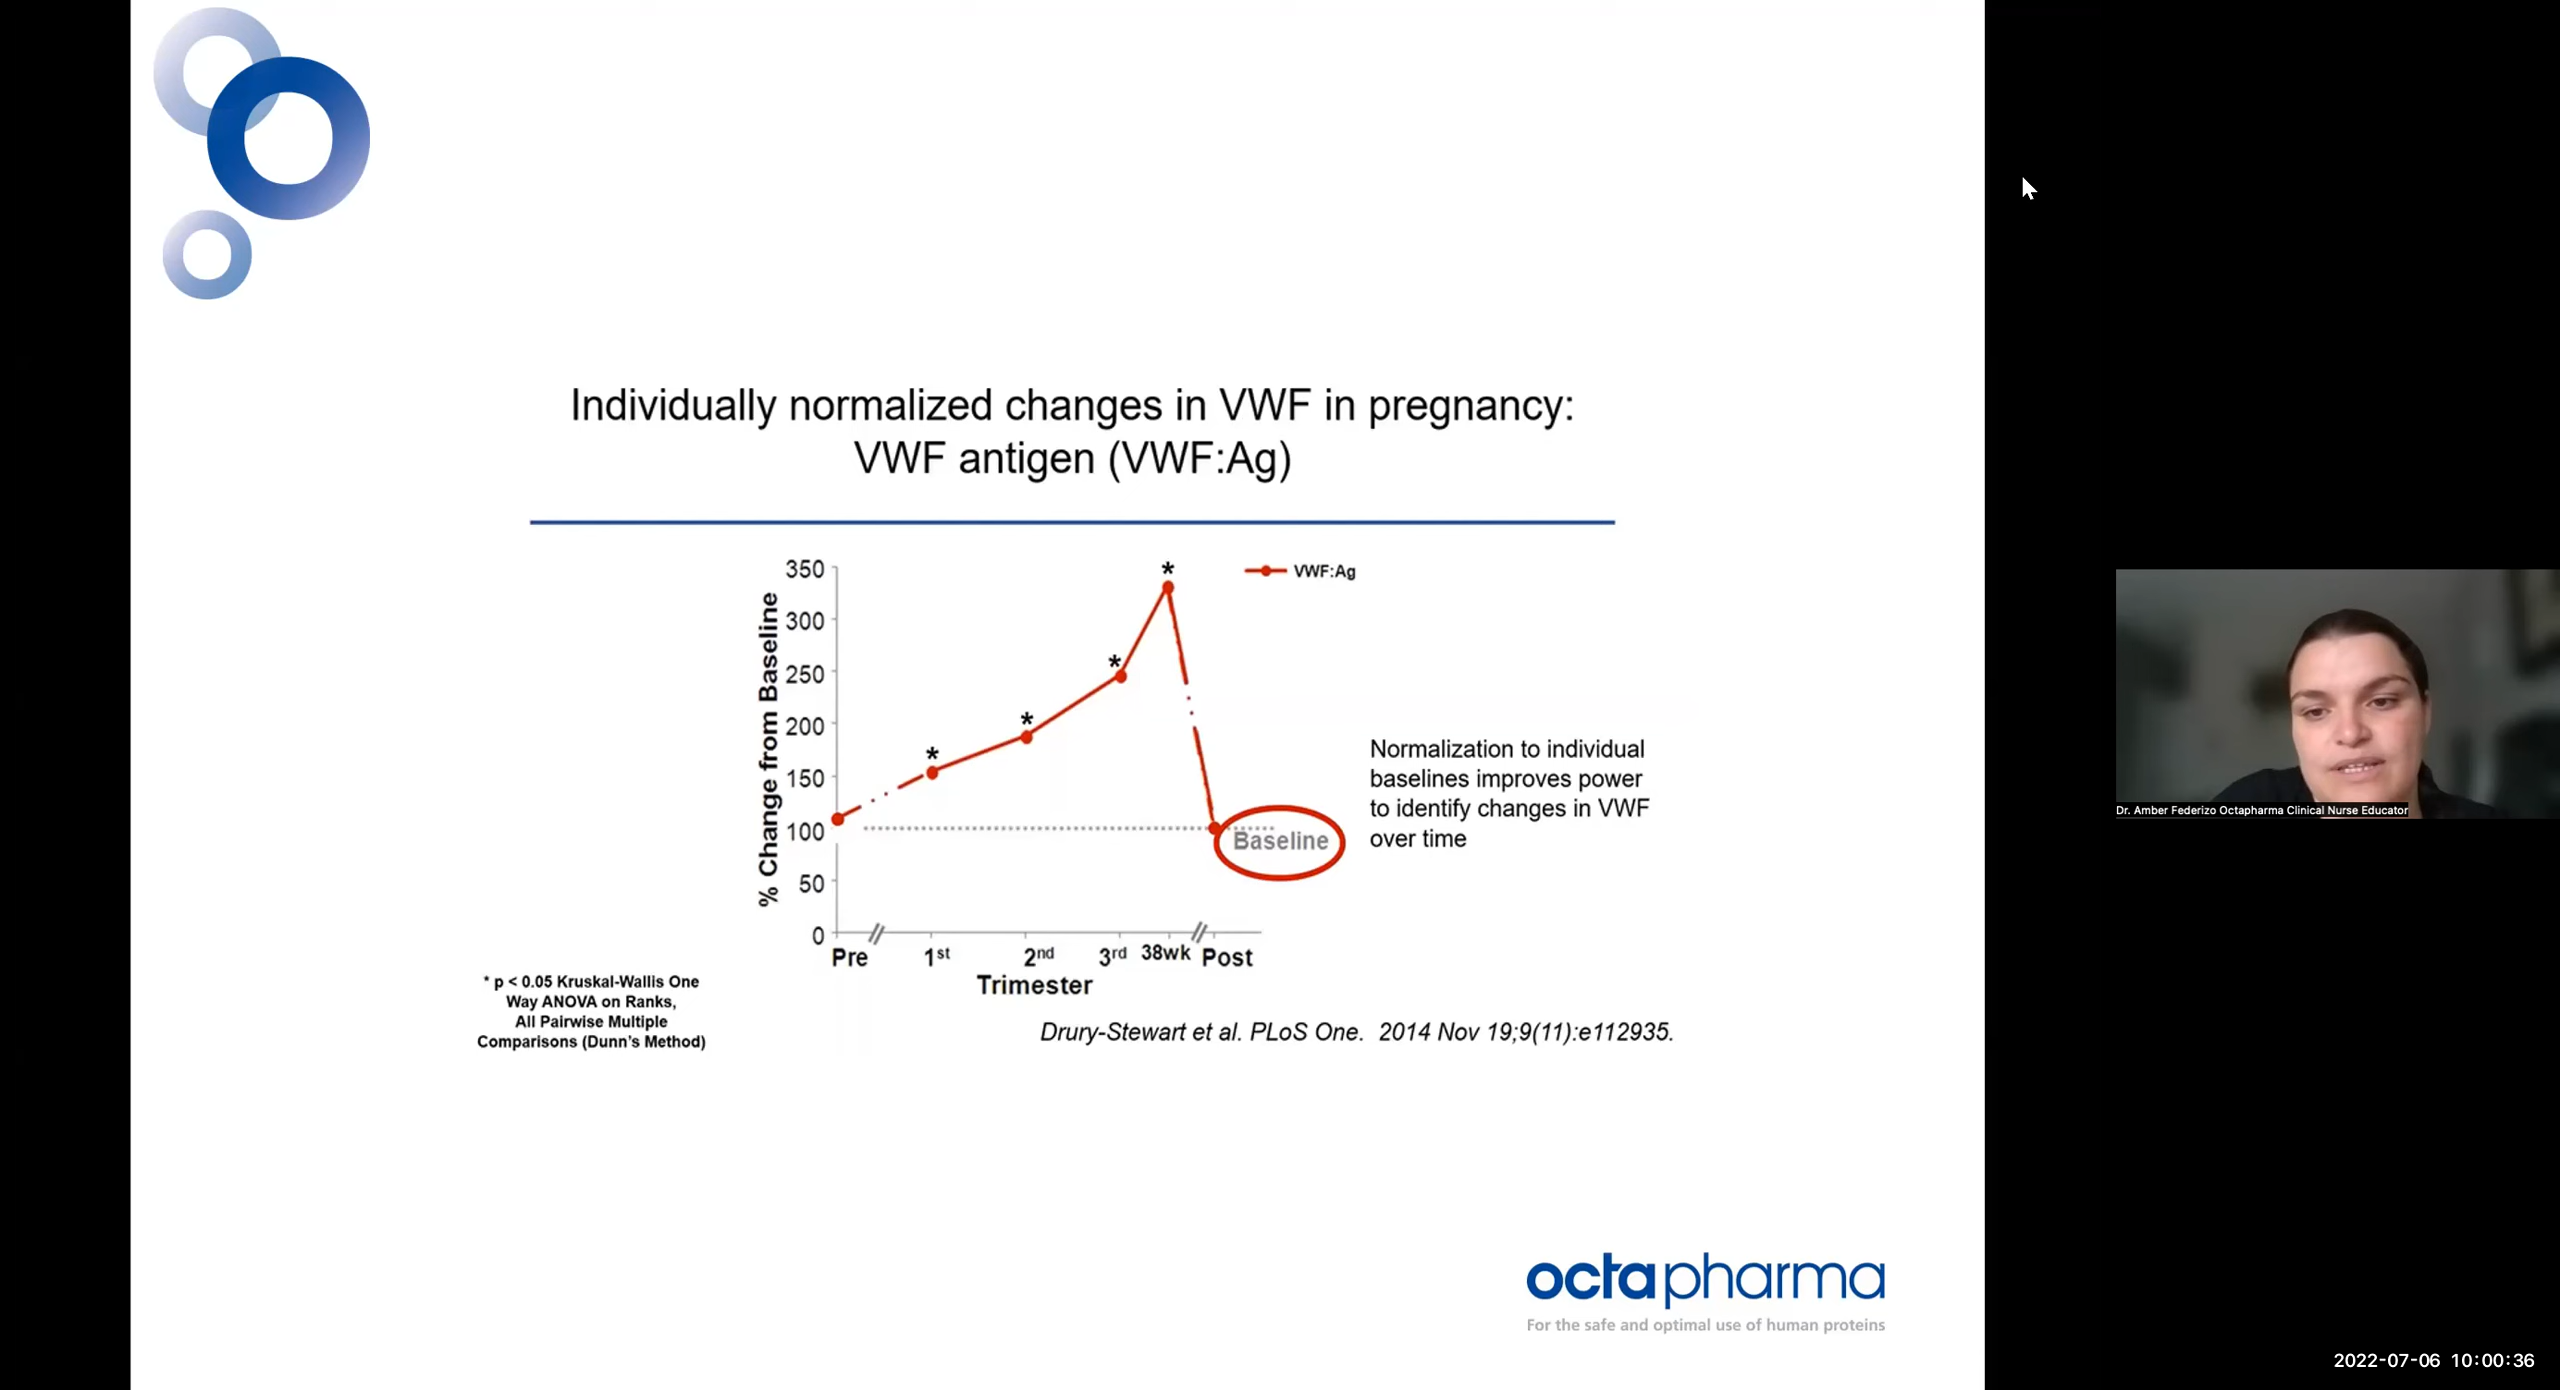 Individually normalized changes in VWF in pregnancy:
VWF antigen (VWF:Ag)
% Change from Baseline
350
300
250
200
150
100
50
0
*
*
*
*
VWF:Ag
Baseline
Pre
1st
2nd
3rd
38wk
Post
Trimester
Normalization to individual
baselines improves power
to identify changes in VWF
over time
* p < 0.05 Kruskal-Wallis One
Way ANOVA on Ranks,
All Pairwise Multiple
Comparisons (Dunn's Method)
Drury-Stewart et al. PLoS One. 2014 Nov 19;9(11):e112935.
octapharma
For the safe and optimal use of human proteins
Dr. Amber Federizo Octapharma Clinical Nurse Educator
2022-07-06 10:00:36